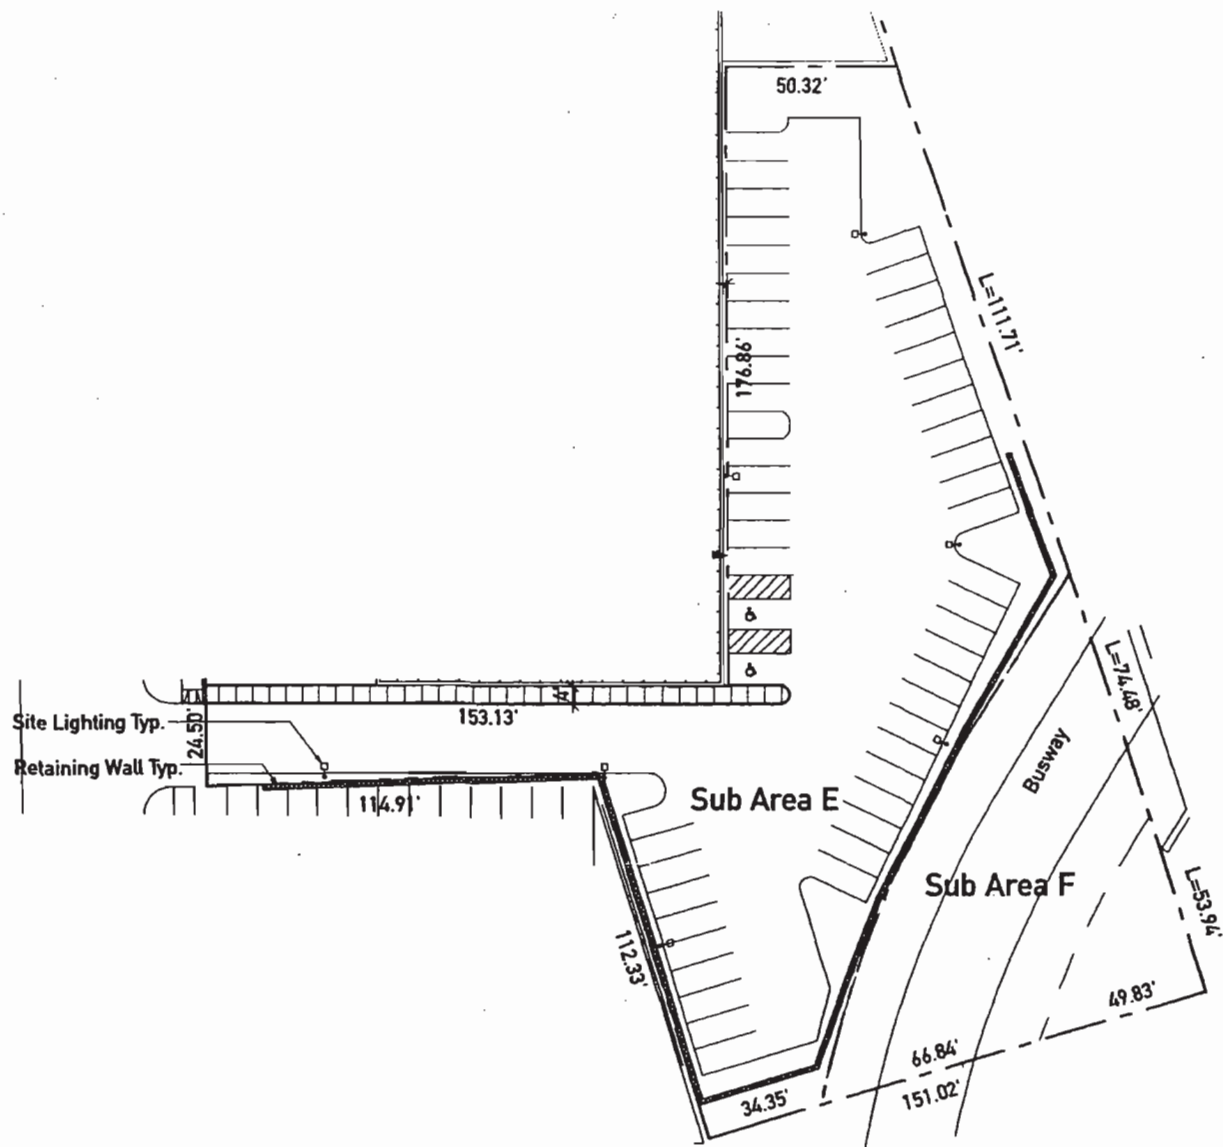 50.32'
L=111.71'
176.86'
153.13'
4'
Site Lighting Typ.
24.50'
Retaining Wall Typ.
114.91'
Sub Area E
L=74.48'
Busway
Sub Area F
L=53.94'
112.33'
49.83'
66.84'
34.35'
151.02'